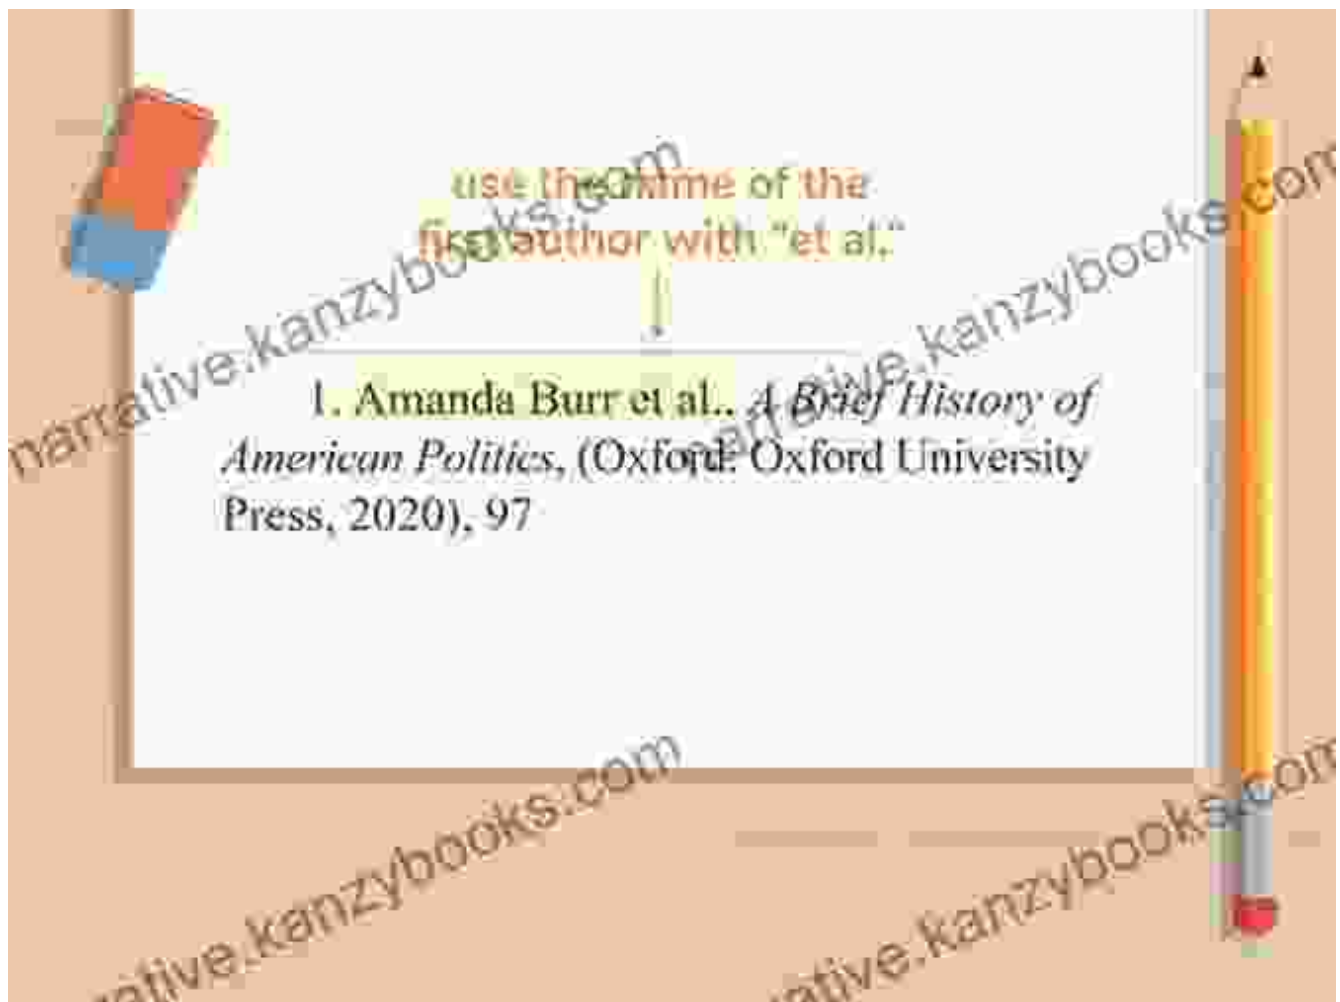 use the name of the
first author with "et al."
1. Amanda Burr et al., A Brief History of
American Politics, (Oxford: Oxford University
Press, 2020), 97
narrative.kanzybooks.com
narrative.kanzybooks.com
narrative.kanzybooks.com
narrative.kanzybooks.com